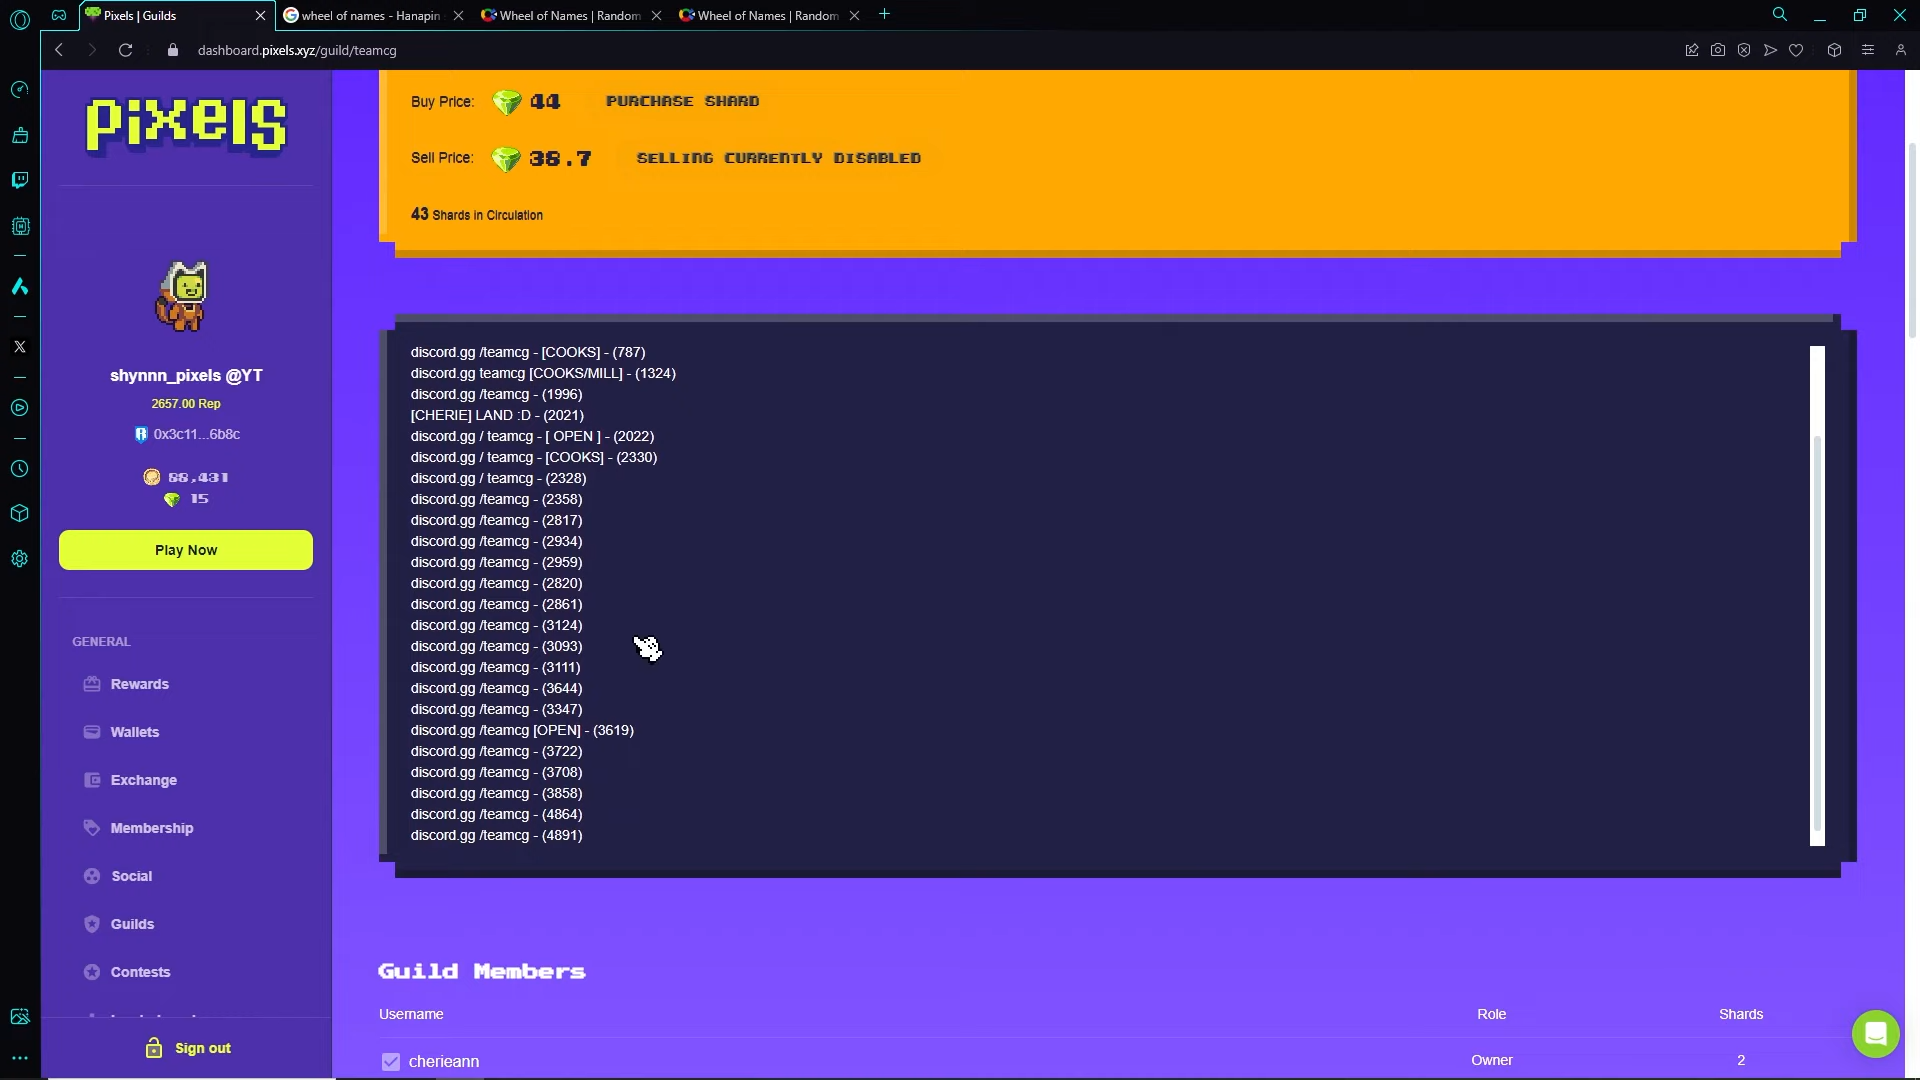 Pixels | Guilds
wheel of names - Hanapin
Wheel of Names | Random
Wheel of Names | Random
dashboard.pixels.xyz/guild/teamcg
pixels
shynnn_pixels @YT
2657.00 Rep
0x3c11...6b8c
88,431
15
Play Now
GENERAL
Rewards
Wallets
Exchange
Membership
Social
Guilds
Contests
Sign out
Buy Price: 44 PURCHASE SHARD
Sell Price: 38.7 SELLING CURRENTLY DISABLED
43 Shards in Circulation
discord.gg /teamcg - [COOKS] - (787)
discord.gg teamcg [COOKS/MILL] - (1324)
discord.gg /teamcg - (1996)
[CHERIE] LAND :D - (2021)
discord.gg / teamcg - [ OPEN ] - (2022)
discord.gg / teamcg - [COOKS] - (2330)
discord.gg / teamcg - (2328)
discord.gg /teamcg - (2358)
discord.gg /teamcg - (2817)
discord.gg /teamcg - (2934)
discord.gg /teamcg - (2959)
discord.gg /teamcg - (2820)
discord.gg /teamcg - (2861)
discord.gg /teamcg - (3124)
discord.gg /teamcg - (3093)
discord.gg /teamcg - (3111)
discord.gg /teamcg - (3644)
discord.gg /teamcg - (3347)
discord.gg /teamcg [OPEN] - (3619)
discord.gg /teamcg - (3722)
discord.gg /teamcg - (3708)
discord.gg /teamcg - (3858)
discord.gg /teamcg - (4864)
discord.gg /teamcg - (4891)
Guild Members
Username Role Shards
cherieann Owner 2